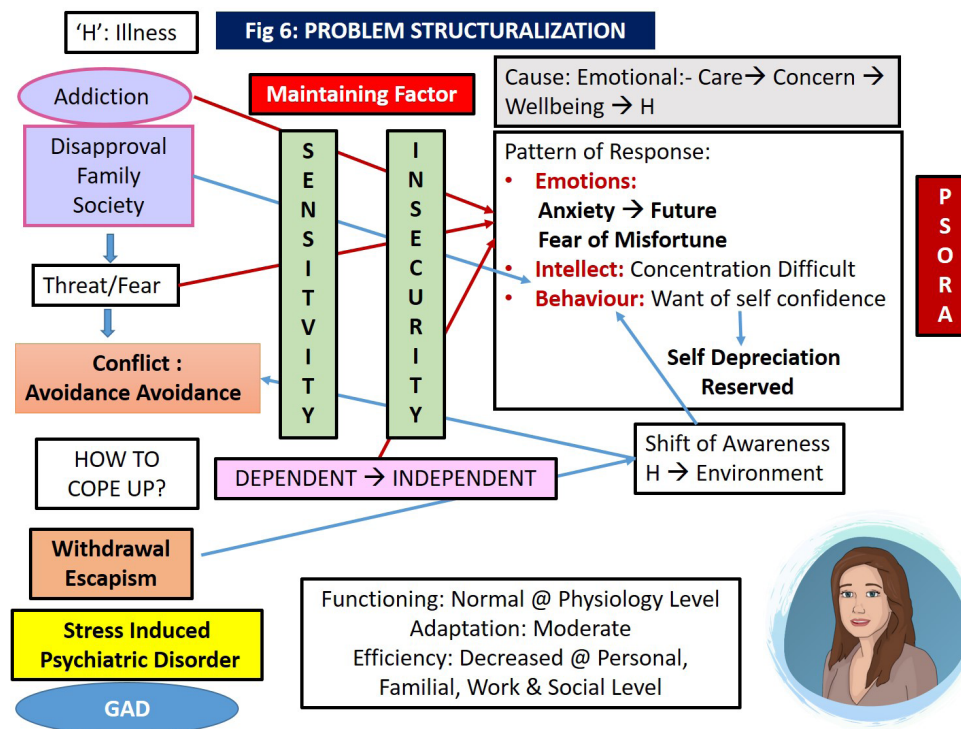 'H': Illness
Fig 6: PROBLEM STRUCTURALIZATION
Addiction
Disapproval
Family
Society
Threat/Fear
Conflict :
Avoidance Avoidance
HOW TO
COPE UP?
Withdrawal
Escapism
Stress Induced
Psychiatric Disorder
GAD
Maintaining Factor
SENSITVITY
INSECURITY
DEPENDENT → INDEPENDENT
Cause: Emotional:- Care→ Concern →
Wellbeing → H
Pattern of Response:
• Emotions:
Anxiety → Future
Fear of Misfortune
• Intellect: Concentration Difficult
• Behaviour: Want of self confidence
Self Depreciation
Reserved
PSORA
Shift of Awareness
H → Environment
Functioning: Normal @ Physiology Level
Adaptation: Moderate
Efficiency: Decreased @ Personal,
Familial, Work & Social Level